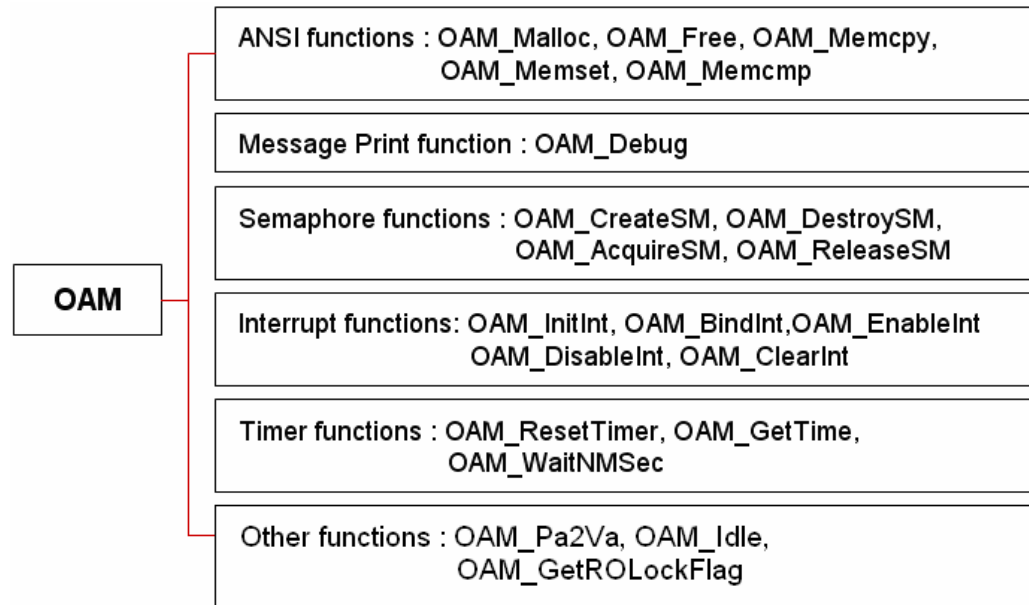 ANSI functions : OAM_Malloc, OAM_Free, OAM_Memcpy,
OAM_Memset, OAM_Memcmp
Message Print function : OAM_Debug
Semaphore functions : OAM_CreateSM, OAM_DestroySM,
OAM_AcquireSM, OAM_ReleaseSM
OAM
Interrupt functions: OAM_InitInt, OAM_BindInt,OAM_EnableInt
OAM_DisableInt, OAM_ClearInt
Timer functions : OAM_ResetTimer, OAM_GetTime,
OAM_WaitNMSec
Other functions : OAM_Pa2Va, OAM_Idle,
OAM_GetROLockFlag